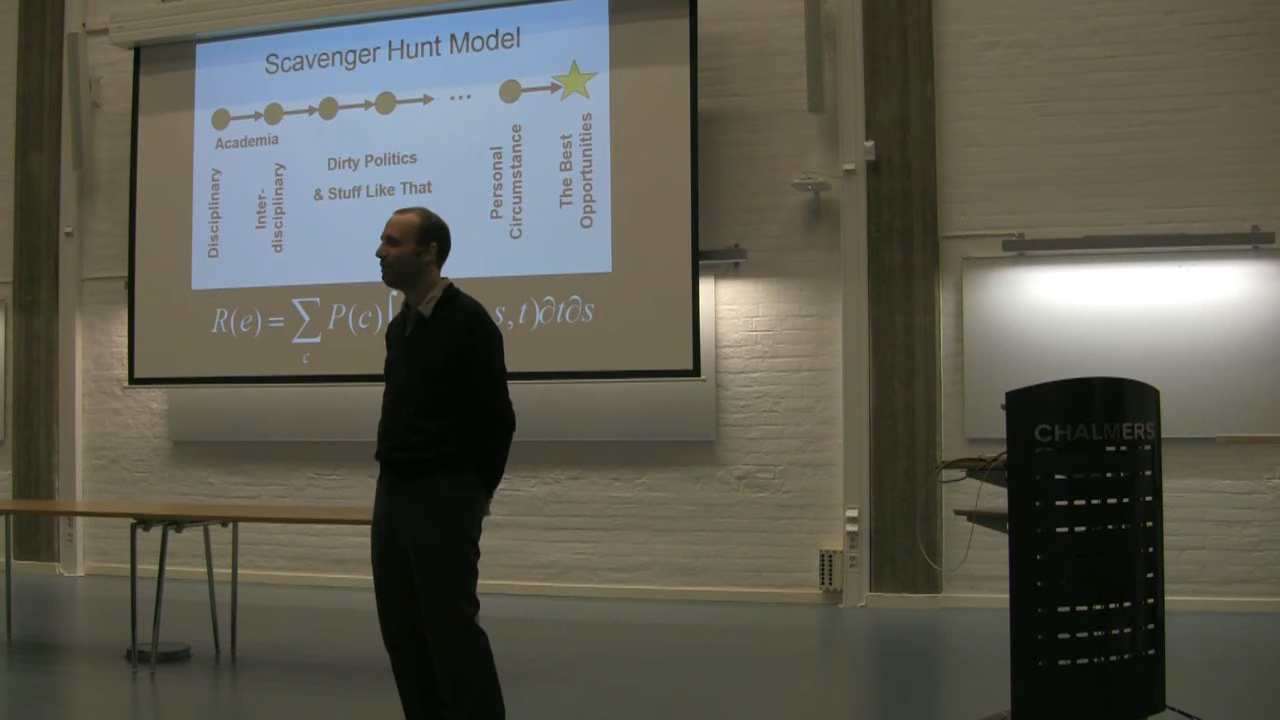 Scavenger Hunt Model
...
Academia
Disciplinary
Inter-
disciplinary
Dirty Politics
& Stuff Like That
Personal
Circumstance
The Best
Opportunities
R(e) = ∑ P(c)∫ s, t)∂t∂s
c
CHALMERS